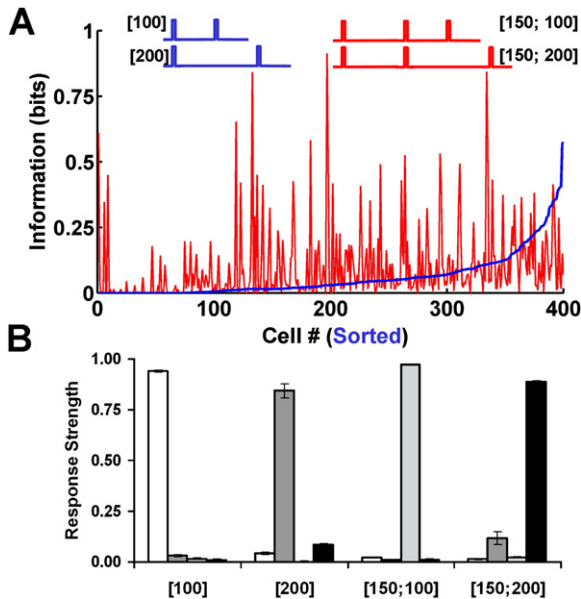 A
[100]
[200]
[150; 100]
[150; 200]
Information (bits)
1
0.75
0.5
0.25
0
0 100 200 300 400
Cell # (Sorted)
B
Response Strength
1.00
0.75
0.50
0.25
0.00
[100] [200] [150;100] [150;200]